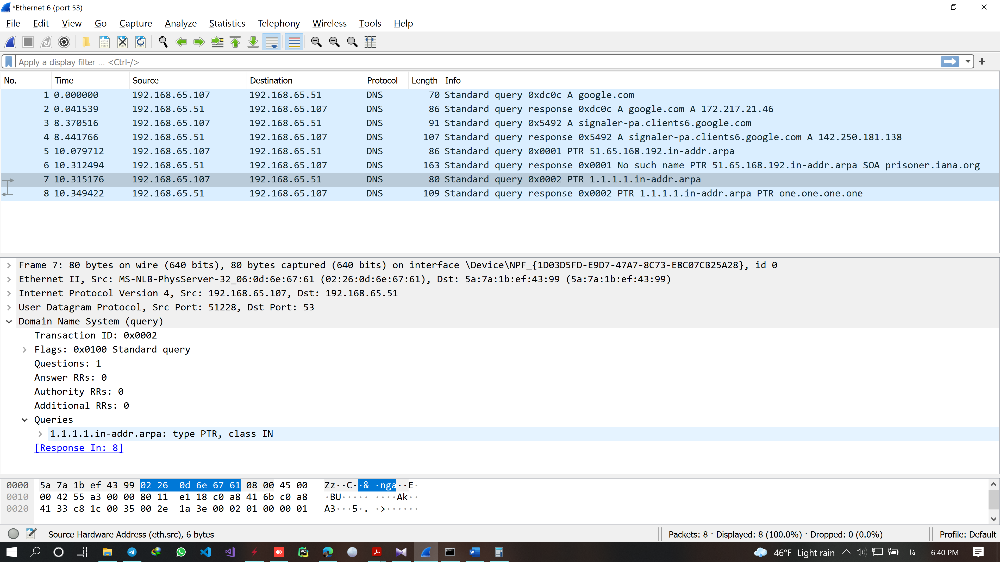 *Ethernet 6 (port 53)
File Edit View Go Capture Analyze Statistics Telephony Wireless Tools Help
Apply a display filter … <Ctrl-/>
No. Time Source Destination Protocol Length Info
1 0.000000 192.168.65.107 192.168.65.51 DNS 70 Standard query 0xdc0c A google.com
2 0.041539 192.168.65.51 192.168.65.107 DNS 86 Standard query response 0xdc0c A google.com A 172.217.21.46
3 8.370516 192.168.65.107 192.168.65.51 DNS 91 Standard query 0x5492 A signaler-pa.clients6.google.com
4 8.441766 192.168.65.51 192.168.65.107 DNS 107 Standard query response 0x5492 A signaler-pa.clients6.google.com A 142.250.181.138
5 10.079712 192.168.65.107 192.168.65.51 DNS 86 Standard query 0x0001 PTR 51.65.168.192.in-addr.arpa
6 10.312494 192.168.65.51 192.168.65.107 DNS 163 Standard query response 0x0001 No such name PTR 51.65.168.192.in-addr.arpa SOA prisoner.iana.org
7 10.315176 192.168.65.107 192.168.65.51 DNS 80 Standard query 0x0002 PTR 1.1.1.1.in-addr.arpa
8 10.349422 192.168.65.51 192.168.65.107 DNS 109 Standard query response 0x0002 PTR 1.1.1.1.in-addr.arpa PTR one.one.one.one
Frame 7: 80 bytes on wire (640 bits), 80 bytes captured (640 bits) on interface \Device\NPF_{1D03D5FD-E9D7-47A7-8C73-E8C07CB25A28}, id 0
Ethernet II, Src: MS-NLB-PhysServer-32_06:0d:6e:67:61 (02:26:0d:6e:67:61), Dst: 5a:7a:1b:ef:43:99 (5a:7a:1b:ef:43:99)
Internet Protocol Version 4, Src: 192.168.65.107, Dst: 192.168.65.51
User Datagram Protocol, Src Port: 51228, Dst Port: 53
Domain Name System (query)
Transaction ID: 0x0002
Flags: 0x0100 Standard query
Questions: 1
Answer RRs: 0
Authority RRs: 0
Additional RRs: 0
Queries
1.1.1.1.in-addr.arpa: type PTR, class IN
[Response In: 8]
0000 5a 7a 1b ef 43 99 02 26 0d 6e 67 61 08 00 45 00 Zz··C··& ·nga··E·
0010 00 42 55 a3 00 00 80 11 e1 18 c0 a8 41 6b c0 a8 ·BU····· ····Ak··
0020 41 33 c8 1c 00 35 00 2e 1a 3e 00 02 01 00 00 01 A3···5·. ·>······
Source Hardware Address (eth.src), 6 bytes Packets: 8 · Displayed: 8 (100.0%) · Dropped: 0 (0.0%) Profile: Default
46°F Light rain فا 6:40 PM